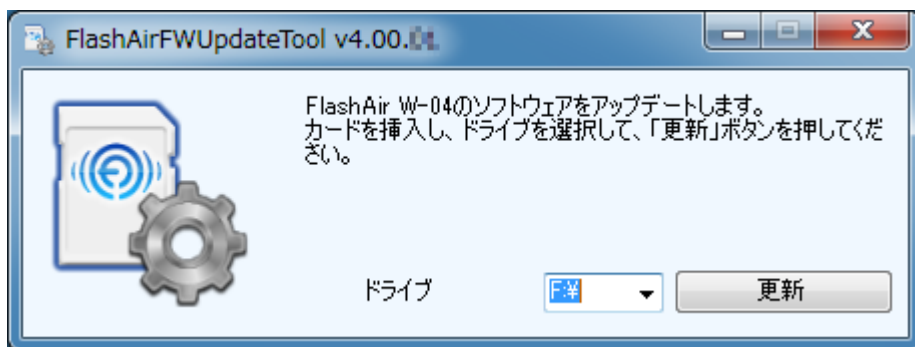 FlashAirFWUpdateTool v4.00.
FlashAir W-04のソフトウェアをアップデートします。
カードを挿入し、ドライブを選択して、「更新」ボタンを押してくだ
さい。
ドライブ F:¥ 更新